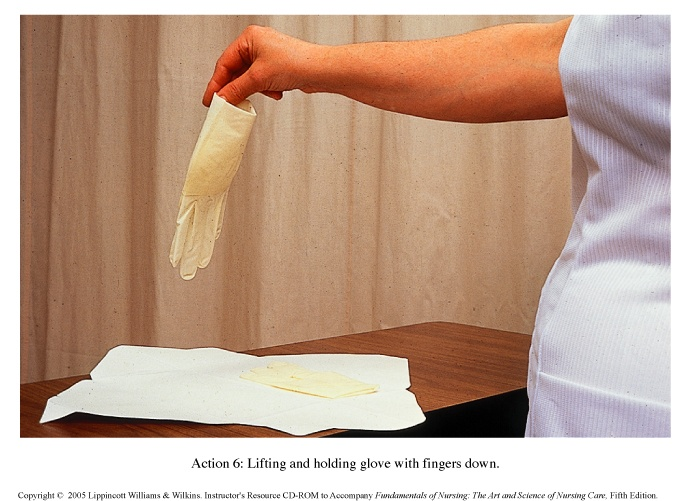 Action 6: Lifting and holding glove with fingers down.
Copyright © 2005 Lippincott Williams & Wilkins. Instructor's Resource CD-ROM to Accompany Fundamentals of Nursing: The Art and Science of Nursing Care, Fifth Edition.